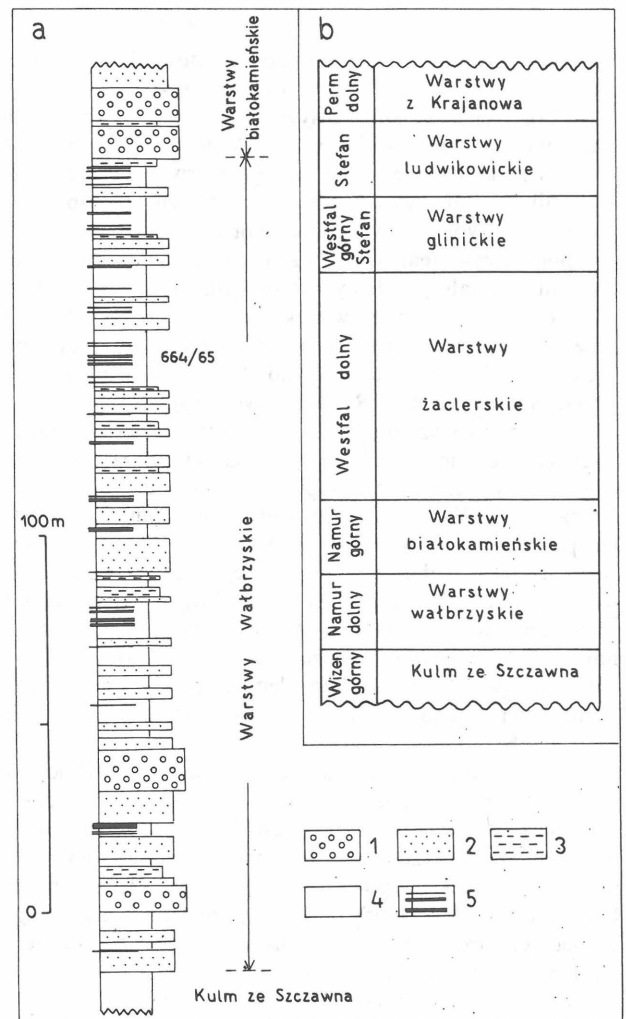 a
Warstwy
białokamieńskie
664/65
100 m
Warstwy Wałbrzyskie
0
Kulm ze Szczawna
b
Perm
dolny
Warstwy
z Krajanowa
Stefan
Warstwy
ludwikowickie
Westfal
górny
Stefan
Warstwy
glinickie
Westfal dolny
Warstwy
żaclerskie
Namur
górny
Warstwy
białokamieńskie
Namur
dolny
Warstwy
wałbrzyskie
Wizen
górny
Kulm ze Szczawna
1
2
3
4
5